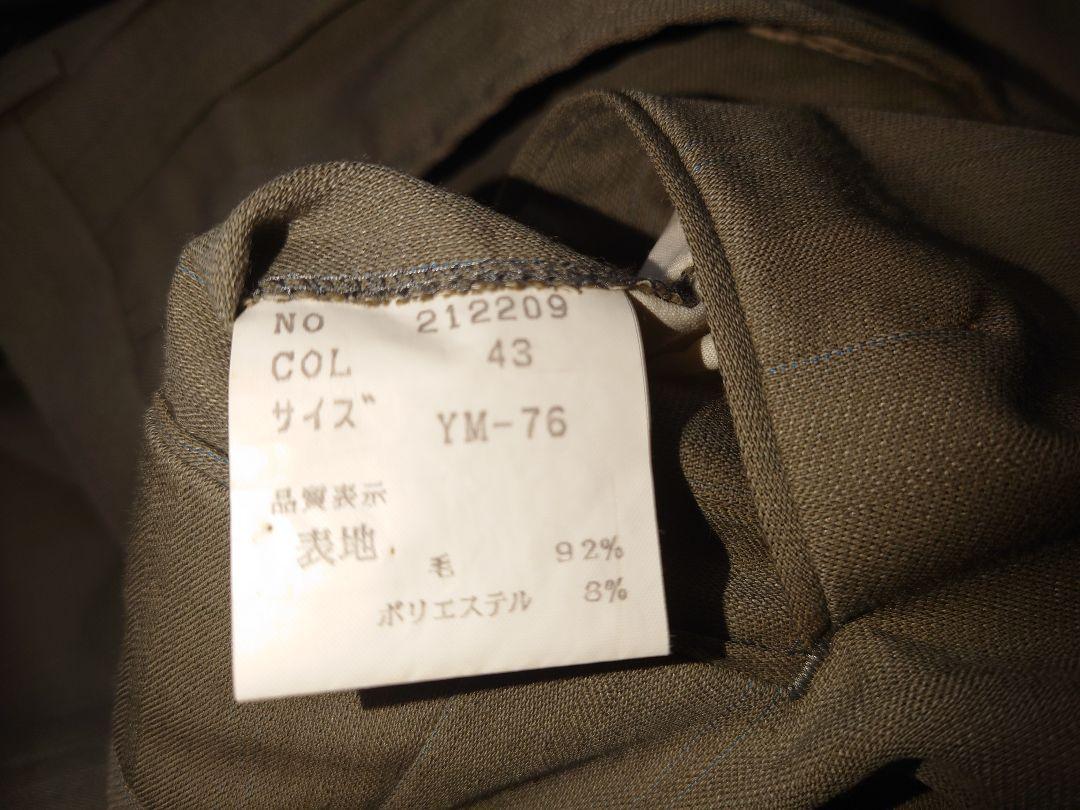 NO 212209
COL 43
サイズ YM-76
品質表示
表地
毛 92%
ポリエステル 8%